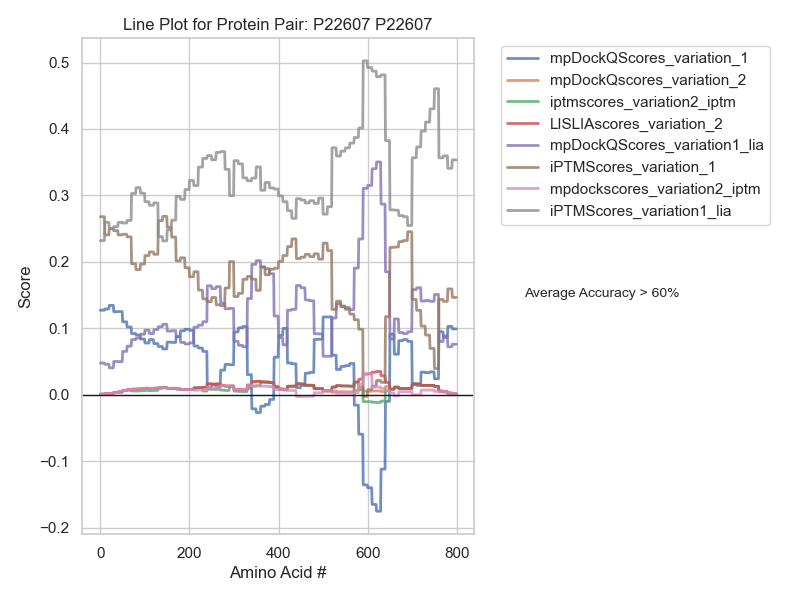 Line Plot for Protein Pair: P22607 P22607
0.5
0.4
0.3
0.2
0.1
0.0
−0.1
−0.2
Score
0 200 400 600 800
Amino Acid #
mpDockQScores_variation_1
mpDockQscores_variation_2
iptmscores_variation2_iptm
LISLIAscores_variation_2
mpDockQScores_variation1_lia
iPTMScores_variation_1
mpdockscores_variation2_iptm
iPTMScores_variation1_lia
Average Accuracy > 60%